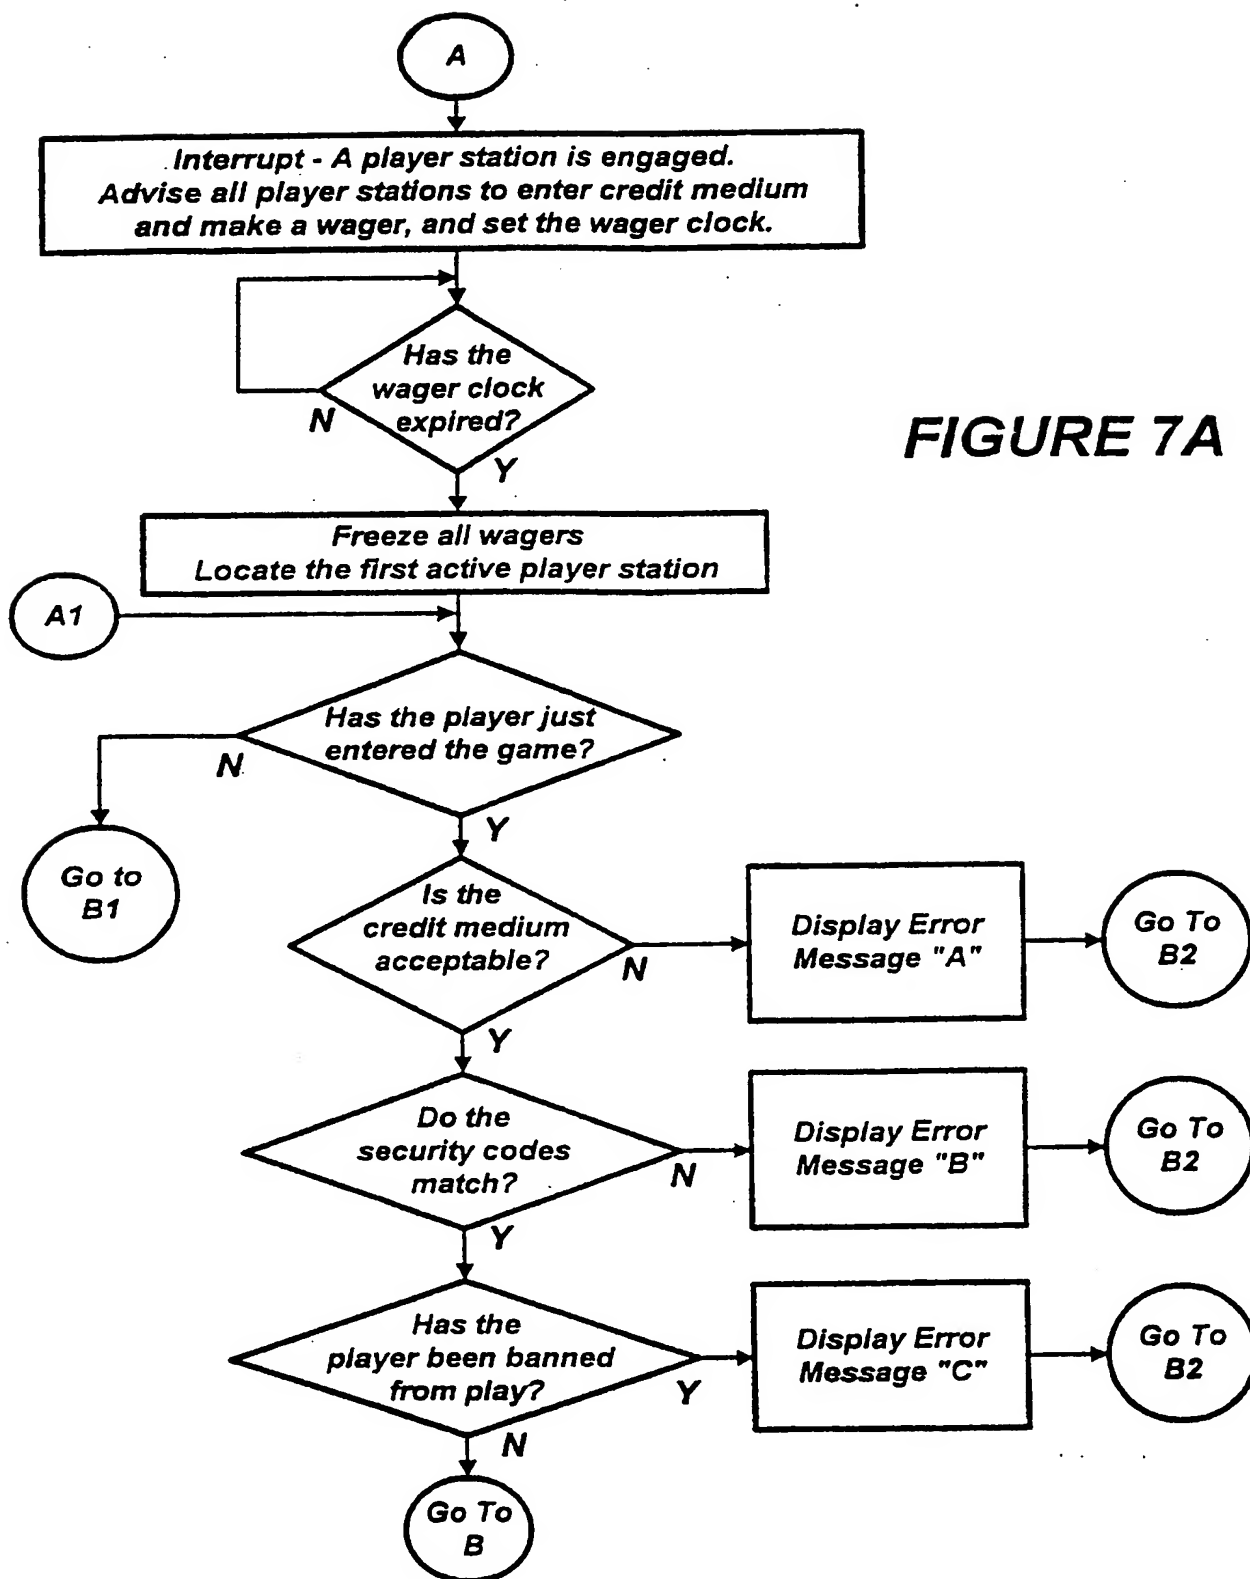 A
Interrupt - A player station is engaged.
Advise all player stations to enter credit medium
and make a wager, and set the wager clock.
Has the
wager clock
expired?
N
Y
FIGURE 7A
Freeze all wagers
Locate the first active player station
A1
Has the player just
entered the game?
N
Y
Go to
B1
Is the
credit medium
acceptable?
N
Y
Display Error
Message "A"
Go To
B2
Do the
security codes
match?
N
Y
Display Error
Message "B"
Go To
B2
Has the
player been banned
from play?
Y
N
Display Error
Message "C"
Go To
B2
Go To
B